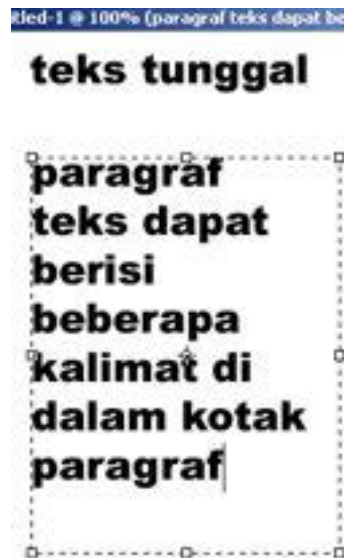 tled-1 @ 100% (paragraf teks dapat be
teks tunggal
paragraf
teks dapat
berisi
beberapa
kalimat di
dalam kotak
paragraf